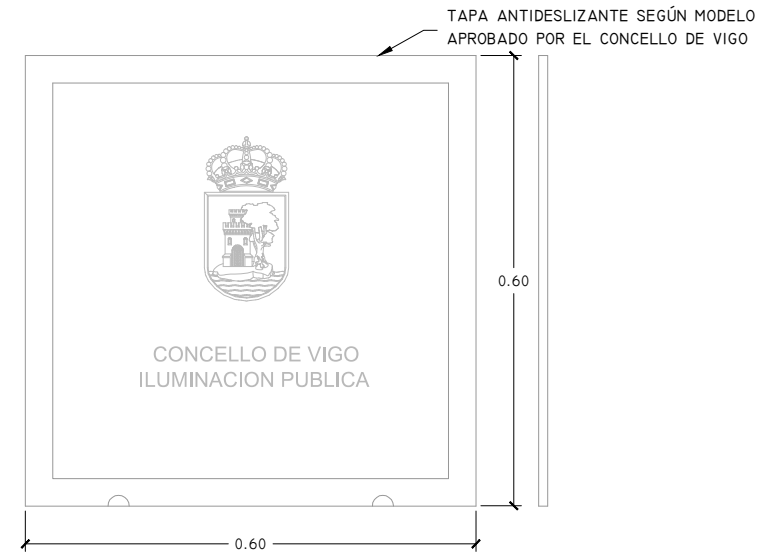 TAPA ANTIDESLIZANTE SEGÚN MODELO
APROBADO POR EL CONCELLO DE VIGO
0.60
CONCELLO DE VIGO
ILUMINACION PUBLICA
0.60